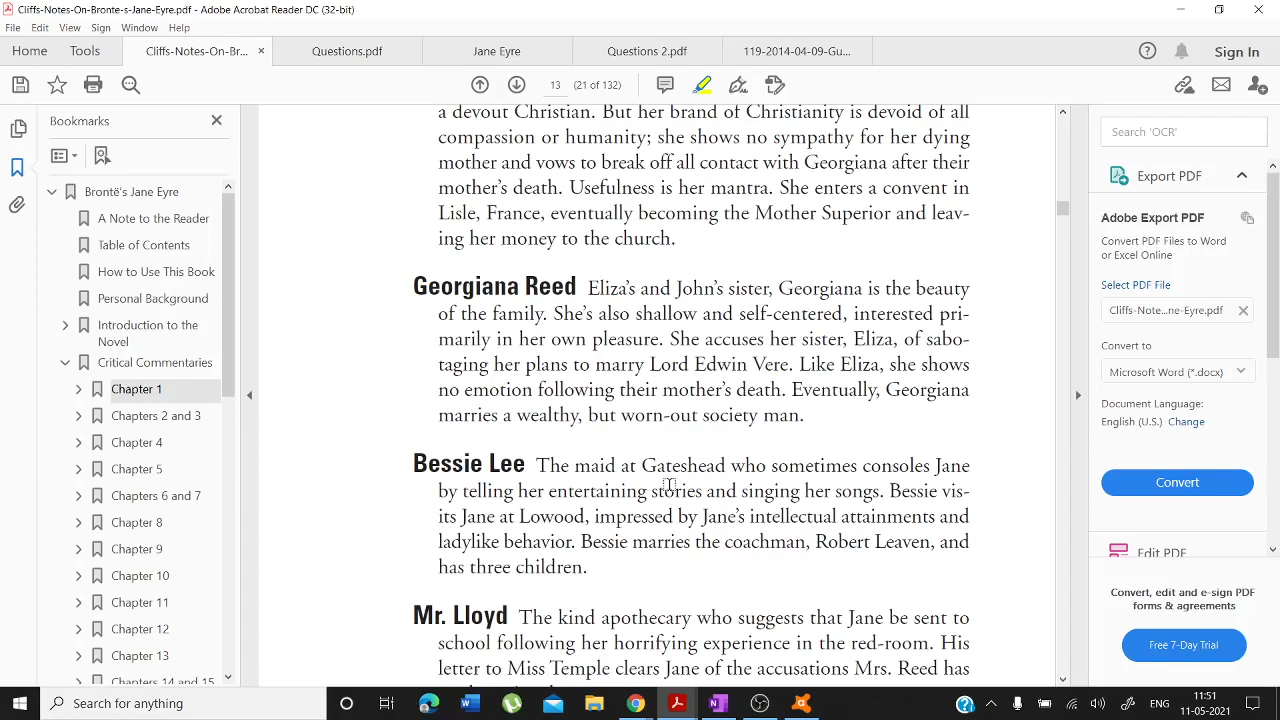 Cliffs-Notes-On-Bronte-s-Jane-Eyre.pdf - Adobe Acrobat Reader DC (32-bit)
File Edit View Sign Window Help
Home Tools Cliffs-Notes-On-Br... × Questions.pdf Jane Eyre Questions 2.pdf 119-2014-04-09-Gu... Sign In
13 (21 of 132)
Bookmarks
Brontë's Jane Eyre
A Note to the Reader
Table of Contents
How to Use This Book
Personal Background
Introduction to the
Novel
Critical Commentaries
Chapter 1
Chapters 2 and 3
Chapter 4
Chapter 5
Chapters 6 and 7
Chapter 8
Chapter 9
Chapter 10
Chapter 11
Chapter 12
Chapter 13
Chapters 14 and 15
a devout Christian. But her brand of Christianity is devoid of all
compassion or humanity; she shows no sympathy for her dying
mother and vows to break off all contact with Georgiana after their
mother's death. Usefulness is her mantra. She enters a convent in
Lisle, France, eventually becoming the Mother Superior and leav-
ing her money to the church.
Georgiana Reed Eliza's and John's sister, Georgiana is the beauty
of the family. She's also shallow and self-centered, interested pri-
marily in her own pleasure. She accuses her sister, Eliza, of sabo-
taging her plans to marry Lord Edwin Vere. Like Eliza, she shows
no emotion following their mother's death. Eventually, Georgiana
marries a wealthy, but worn-out society man.
Bessie Lee The maid at Gateshead who sometimes consoles Jane
by telling her entertaining stories and singing her songs. Bessie vis-
its Jane at Lowood, impressed by Jane's intellectual attainments and
ladylike behavior. Bessie marries the coachman, Robert Leaven, and
has three children.
Mr. Lloyd The kind apothecary who suggests that Jane be sent to
school following her horrifying experience in the red-room. His
letter to Miss Temple clears Jane of the accusations Mrs. Reed has
Search 'OCR'
Export PDF
Adobe Export PDF
Convert PDF Files to Word
or Excel Online
Select PDF File
Cliffs-Note...ne-Eyre.pdf
Convert to
Microsoft Word (*.docx)
Document Language:
English (U.S.) Change
Convert
Edit PDF
Convert, edit and e-sign PDF
forms & agreements
Free 7-Day Trial
Search for anything
ENG
11:51
11-05-2021